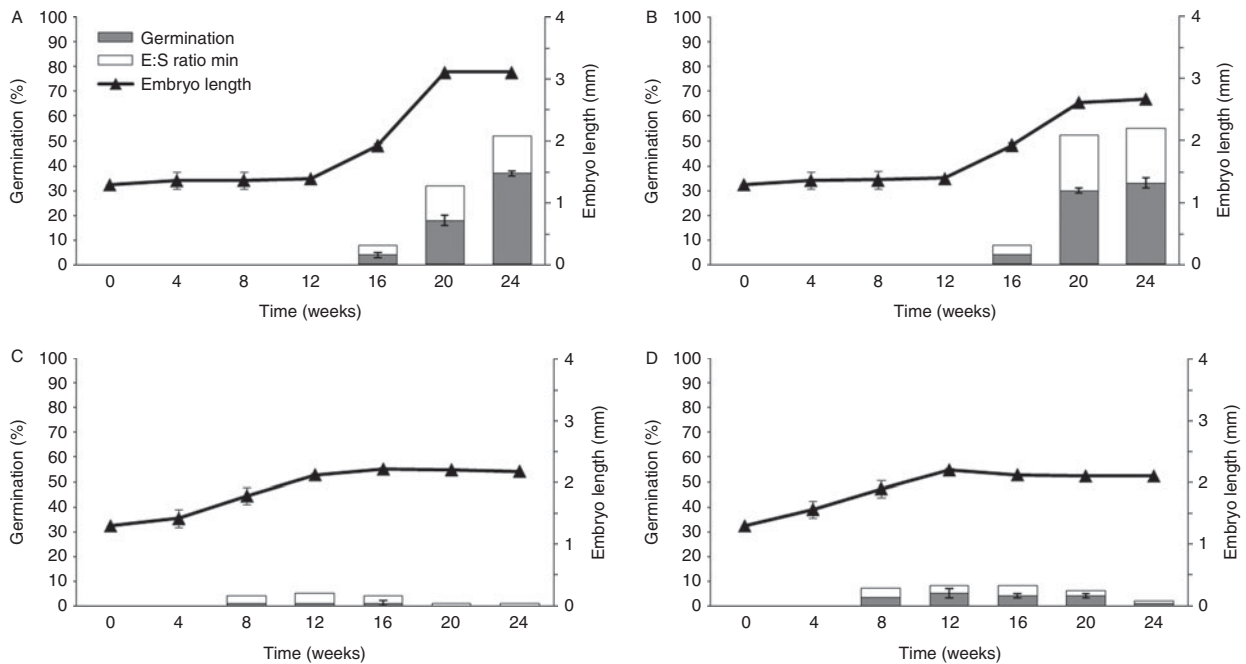 A
100
90
80
70
60
50
40
30
20
10
0
Germination (%)
Germination
E:S ratio min
Embryo length
4
3
2
1
0
Embryo length (mm)
0 4 8 12 16 20 24
Time (weeks)
B
100
90
80
70
60
50
40
30
20
10
0
Germination (%)
4
3
2
1
0
Embryo length (mm)
0 4 8 12 16 20 24
Time (weeks)
C
100
90
80
70
60
50
40
30
20
10
0
Germination (%)
4
3
2
1
0
Embryo length (mm)
0 4 8 12 16 20 24
Time (weeks)
D
100
90
80
70
60
50
40
30
20
10
0
Germination (%)
4
3
2
1
0
Embryo length (mm)
0 4 8 12 16 20 24
Time (weeks)